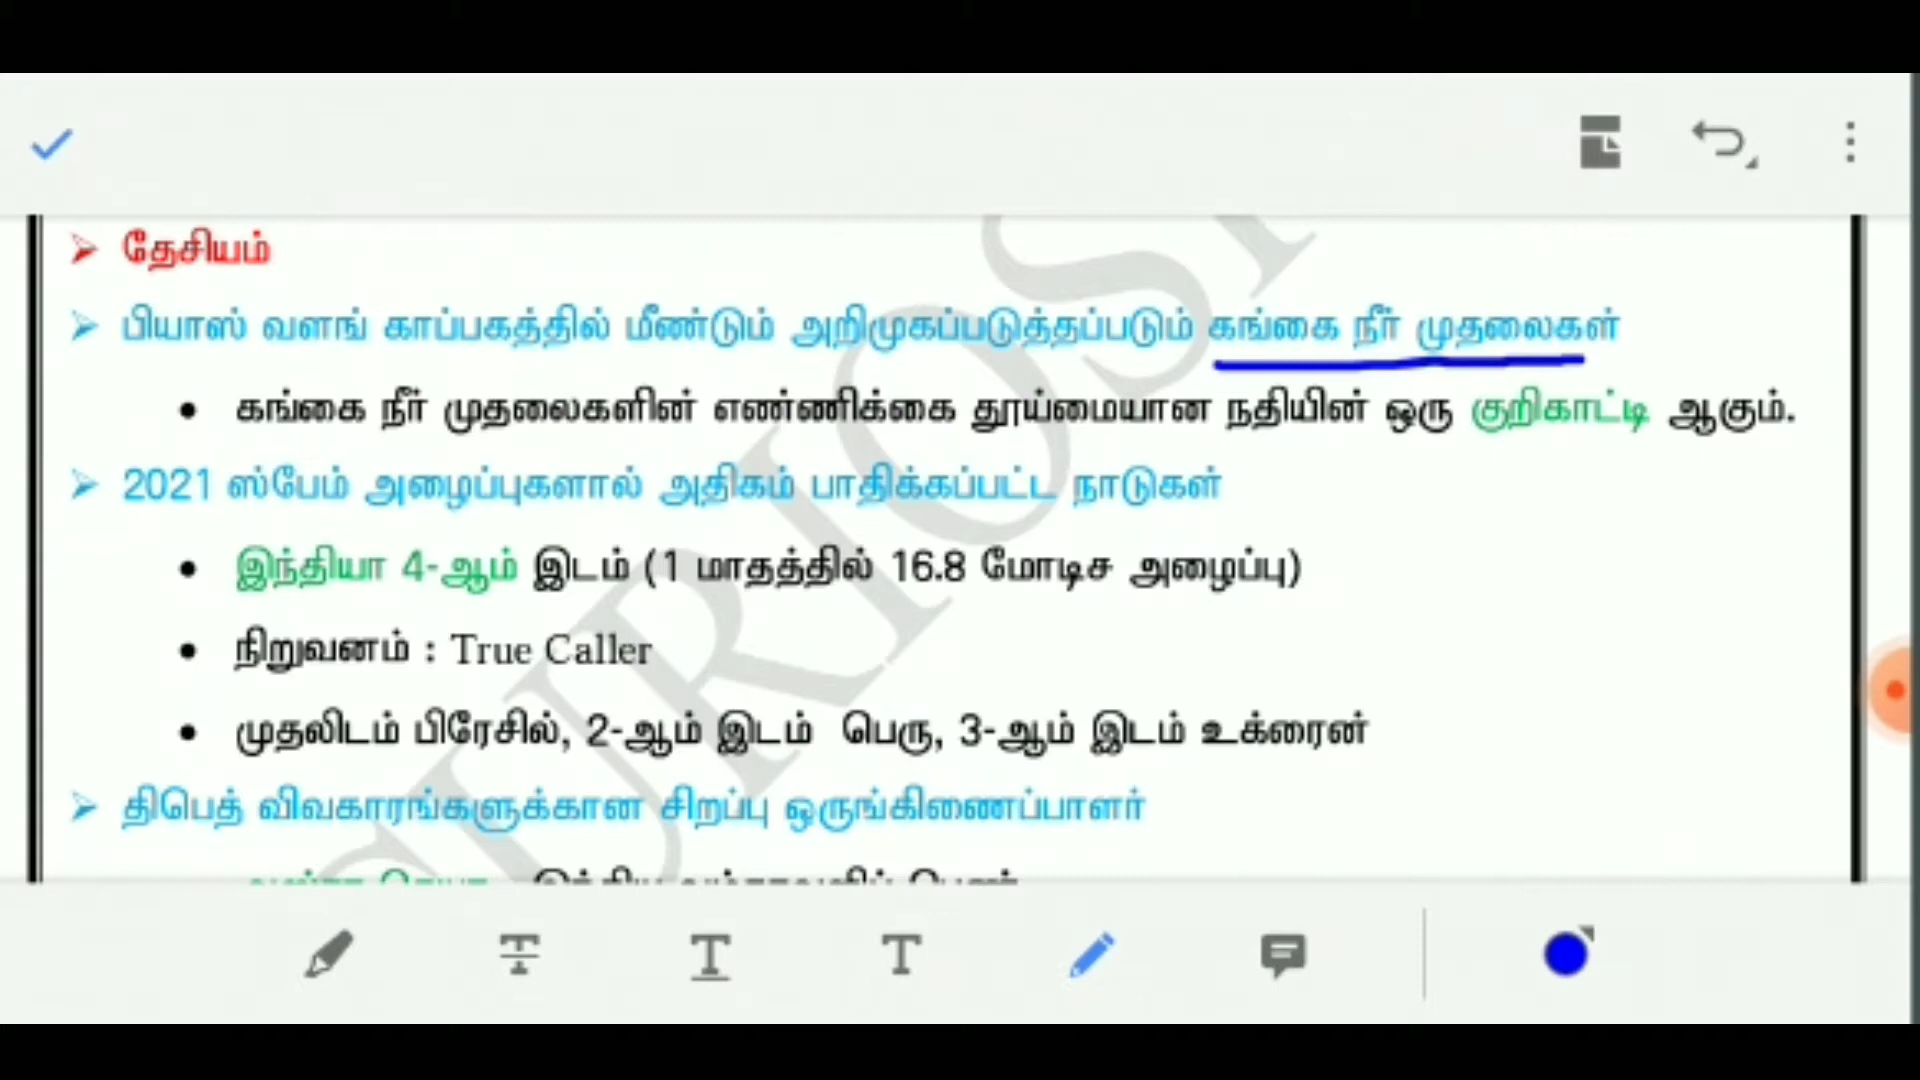 தேசியம்
பியாஸ் வளங் காப்பகத்தில் மீண்டும் அறிமுகப்படுத்தப்படும் கங்கை நீர் முதலைகள்
கங்கை நீர் முதலைகளின் எண்ணிக்கை தூய்மையான நதியின் ஒரு குறிகாட்டி ஆகும்.
2021 ஸ்பேம் அழைப்புகளால் அதிகம் பாதிக்கப்பட்ட நாடுகள்
இந்தியா 4-ஆம் இடம் (1 மாதத்தில் 16.8 மோடிச அழைப்பு)
நிறுவனம் : True Caller
முதலிடம் பிரேசில், 2-ஆம் இடம் பெரு, 3-ஆம் இடம் உக்ரைன்
திபெத் விவகாரங்களுக்கான சிறப்பு ஒருங்கிணைப்பாளர்